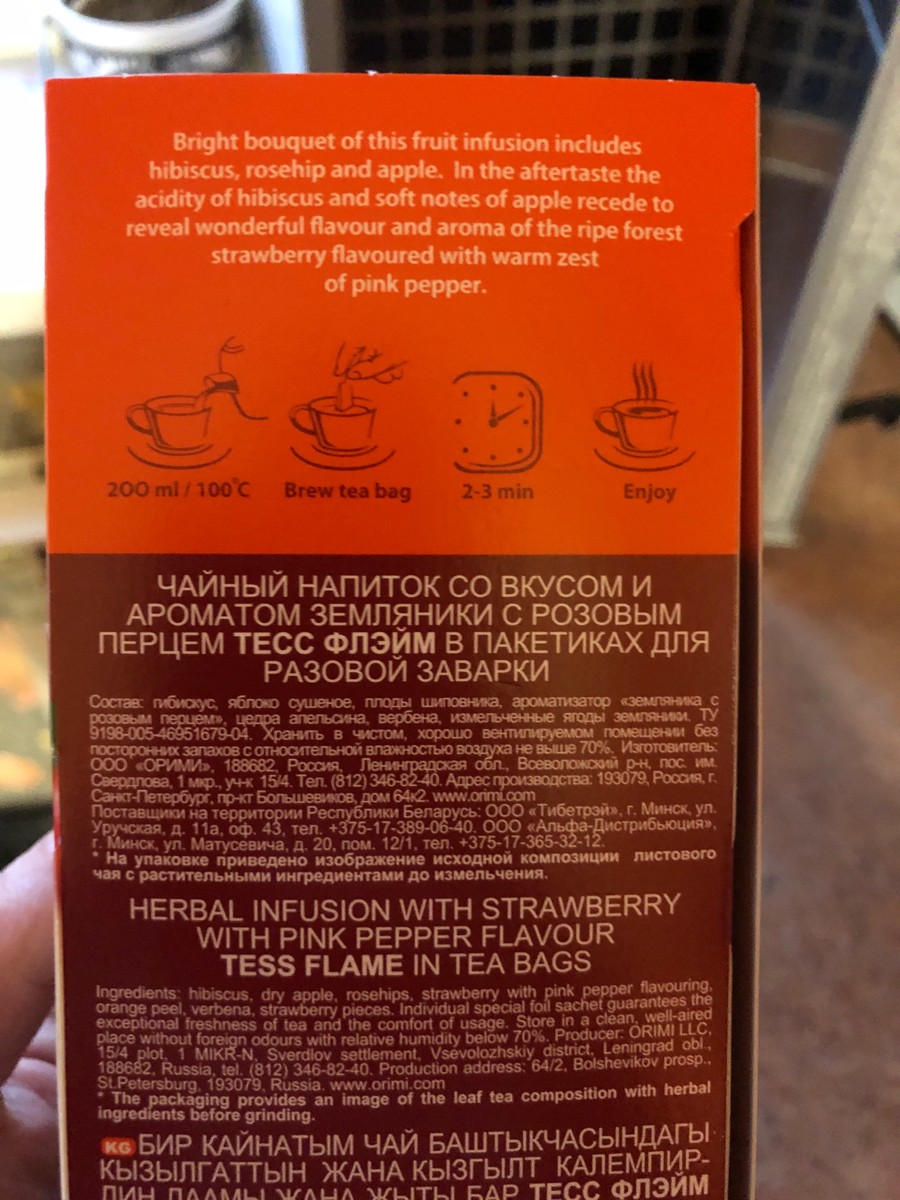 Bright bouquet of this fruit infusion includes
hibiscus, rosehip and apple. In the aftertaste the
acidity of hibiscus and soft notes of apple recede to
reveal wonderful flavour and aroma of the ripe forest
strawberry flavoured with warm zest
of pink pepper.
200 ml / 100°C Brew tea bag 2-3 min Enjoy
ЧАЙНЫЙ НАПИТОК СО ВКУСОМ И
АРОМАТОМ ЗЕМЛЯНИКИ С РОЗОВЫМ
ПЕРЦЕМ ТЕСС ФЛЭЙМ В ПАКЕТИКАХ ДЛЯ
РАЗОВОЙ ЗАВАРКИ
Состав: гибискус, яблоко сушеное, плоды шиповника, ароматизатор «земляника с
розовым перцем», цедра апельсина, вербена, измельченные ягоды земляники. ТУ
9198-005-46951679-04. Хранить в чистом, хорошо вентилируемом помещении без
посторонних запахов с относительной влажностью воздуха не выше 70%. Изготовитель:
ООО «ОРИМИ», 188682, Россия, Ленинградская обл., Всеволожский р-н, пос. им.
Свердлова, 1 мкр., уч-к 15/4. Тел. (812) 346-82-40. Адрес производства: 193079, Россия, г.
Санкт-Петербург, пр-кт Большевиков, дом 64к2. www.orimi.com
Поставщики на территории Республики Беларусь: ООО «Тибетрэй», г. Минск, ул.
Уручская, д. 11а, оф. 43, тел. +375-17-389-06-40. ООО «Альфа-Дистрибьюция»,
г. Минск, ул. Матусевича, д. 20, пом. 12/1, тел. +375-17-365-32-12.
* На упаковке приведено изображение исходной композиции листового
чая с растительными ингредиентами до измельчения.
HERBAL INFUSION WITH STRAWBERRY
WITH PINK PEPPER FLAVOUR
TESS FLAME IN TEA BAGS
Ingredients: hibiscus, dry apple, rosehips, strawberry with pink pepper flavouring,
orange peel, verbena, strawberry pieces. Individual special foil sachet guarantees the
exceptional freshness of tea and the comfort of usage. Store in a clean, well-aired
place without foreign odours with relative humidity below 70%. Producer: ORIMI LLC,
15/4 plot, 1 MIKR-N, Sverdlov settlement, Vsevolozhskiy district, Leningrad obl.,
188682, Russia, tel. (812) 346-82-40. Production address: 64/2, Bolshevikov prosp.,
St.Petersburg, 193079, Russia. www.orimi.com
* The packaging provides an image of the leaf tea composition with herbal
ingredients before grinding.
KG БИР КАЙНАТЫМ ЧАЙ БАШТЫКЧАСЫНДАГЫ
КЫЗЫЛГАТТЫН ЖАНА КЫЗГЫЛТ КАЛЕМПИР-
ДИН ДААМЫ ЖАНА ЖЫТЫ БАР ТЕСС ФЛЭЙМ